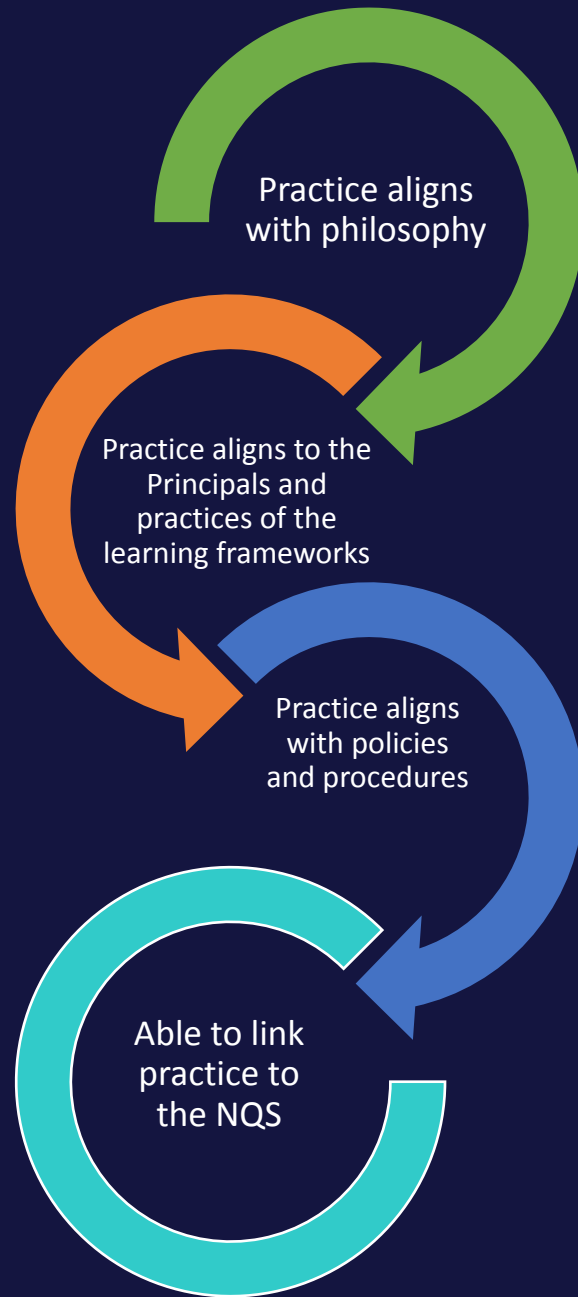 Practice aligns
with philosophy
Practice aligns to the
Principals and
practices of the
learning frameworks
Practice aligns
with policies
and procedures
Able to link
practice to
the NQS